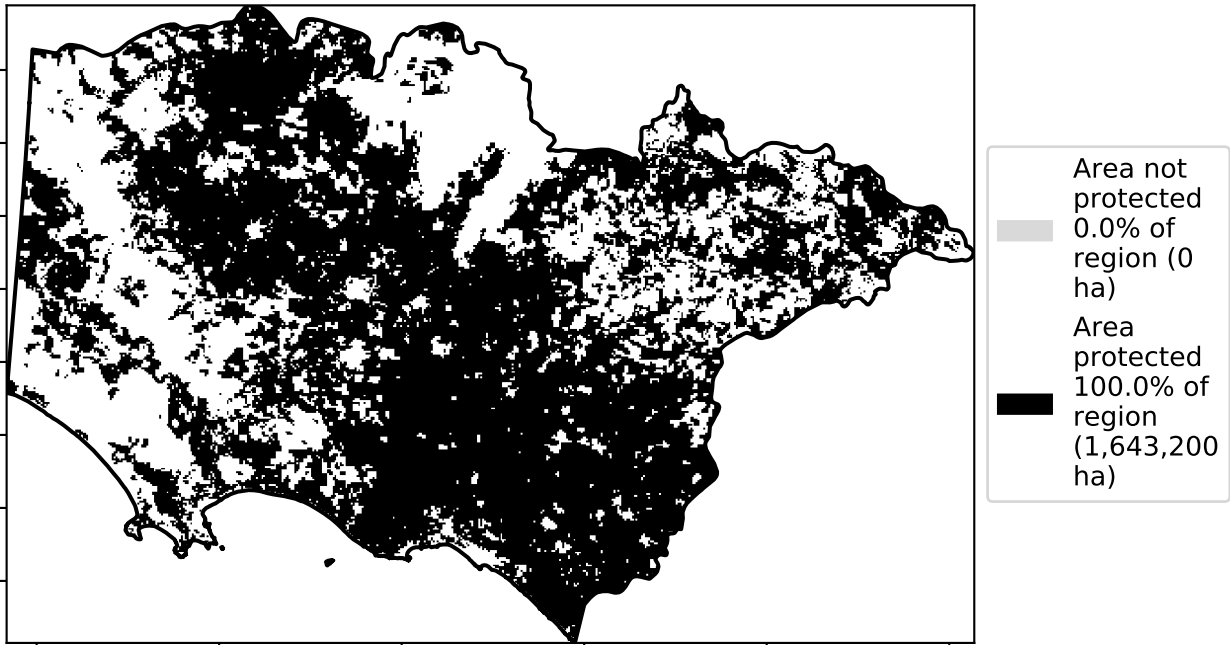 Area not
protected
0.0% of
region (0
ha)
Area
protected
100.0% of
region
(1,643,200
ha)